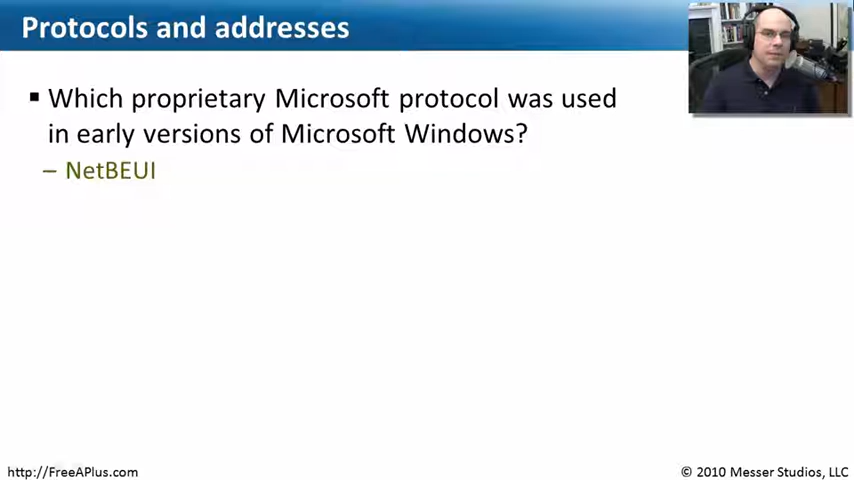 Protocols and addresses
▪ Which proprietary Microsoft protocol was used
in early versions of Microsoft Windows?
– NetBEUI
http://FreeAPlus.com
© 2010 Messer Studios, LLC